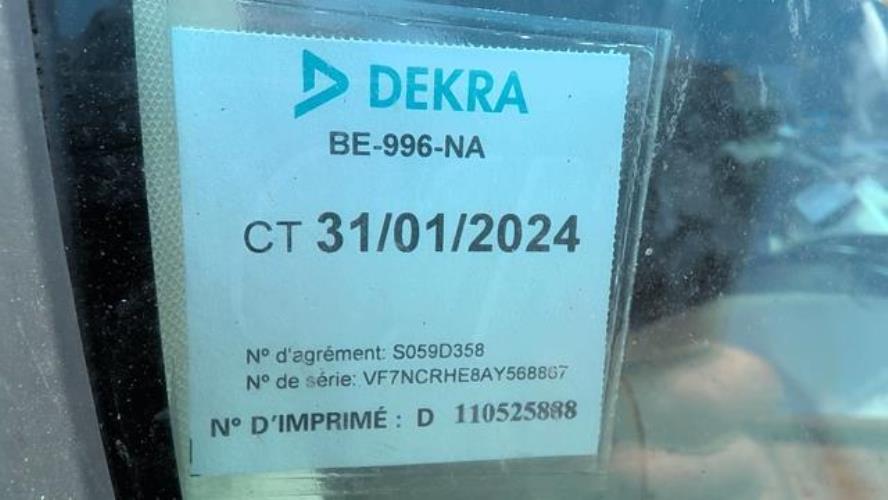 DEKRA
BE-996-NA
CT 31/01/2024
N° d'agrément: S059D358
N° de série: VF7NCRHE8AY568867
N° D'IMPRIMÉ : D 110525888